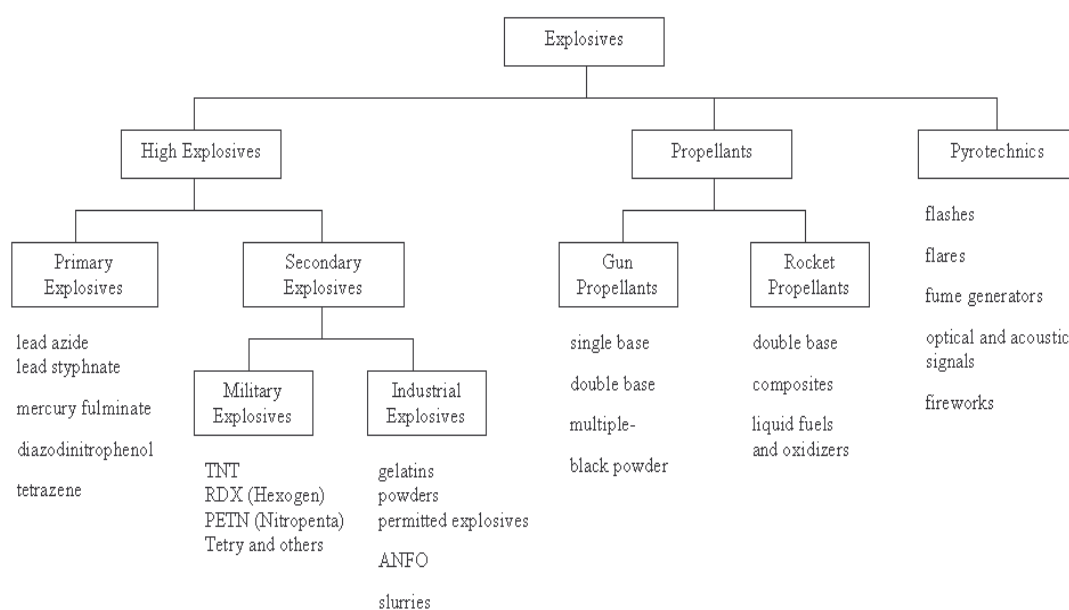 Explosives
High Explosives
Propellants
Pyrotechnics
Primary
Explosives
Secondary
Explosives
Gun
Propellants
Rocket
Propellants
flashes
flares
fume generators
optical and acoustic
signals
fireworks
lead azide
lead styphnate
mercury fulminate
diazodinitrophenol
tetrazene
Military
Explosives
Industrial
Explosives
single base
double base
multiple-
black powder
double base
composites
liquid fuels
and oxidizers
TNT
RDX (Hexogen)
PETN (Nitropenta)
Tetry and others
gelatins
powders
permitted explosives
ANFO
slurries